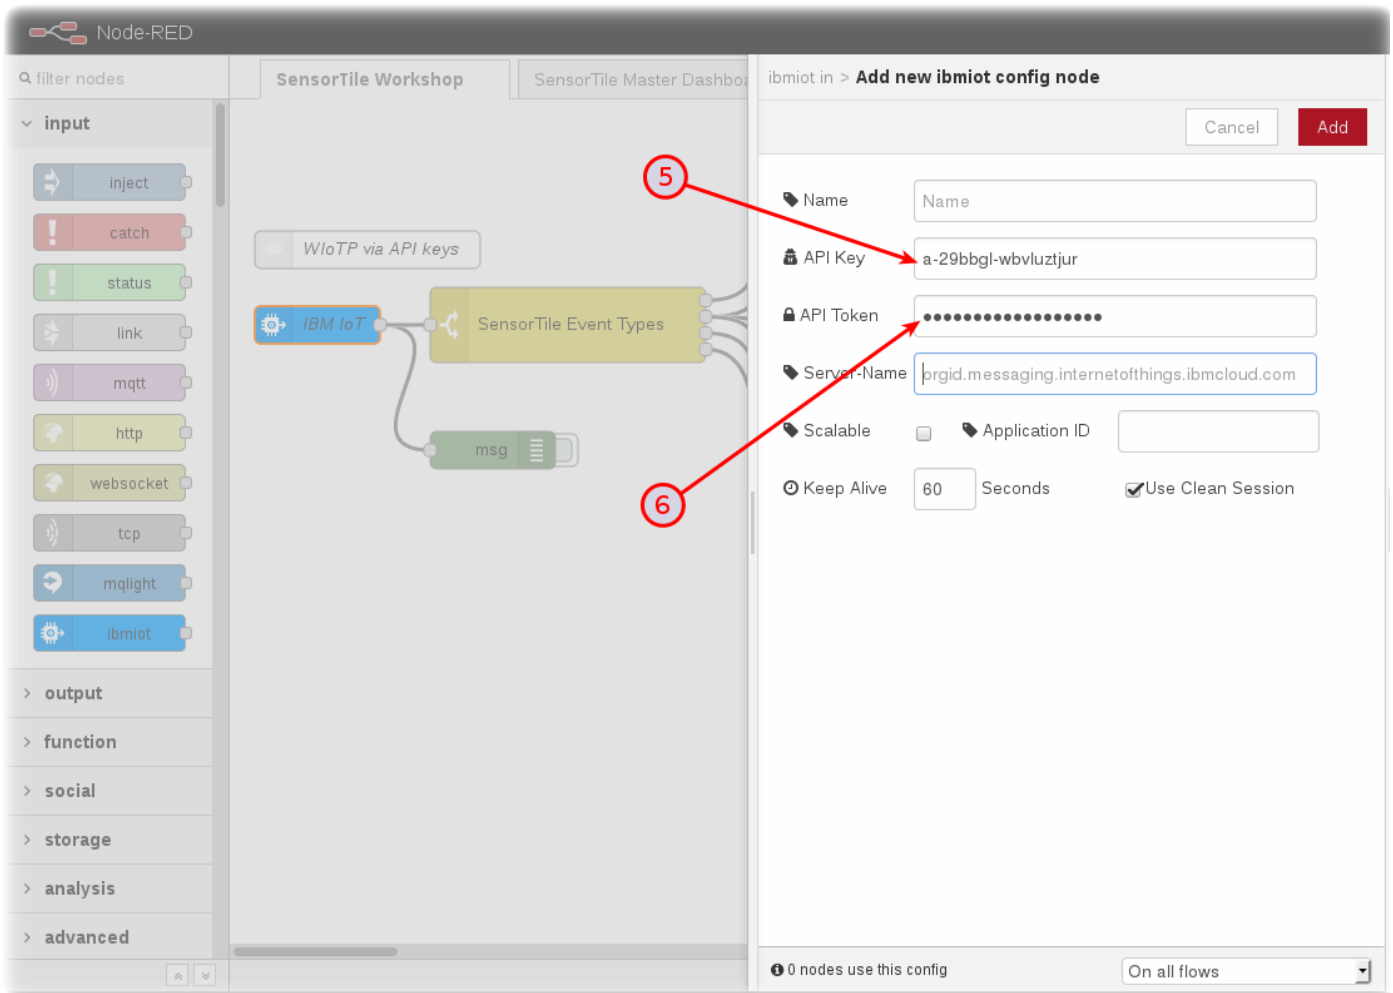 Node-RED
filter nodes
SensorTile Workshop
SensorTile Master Dashboa
ibmiot in > Add new ibmiot config node
Cancel
Add
input
inject
catch
status
link
mqtt
http
websocket
tcp
mqlight
ibmiot
output
function
social
storage
analysis
advanced
WIoTP via API keys
IBM IoT
SensorTile Event Types
msg
5
6
Name
Name
API Key
a-29bbgl-wbvluztjur
API Token
••••••••••••••••••
Server-Name
orgid.messaging.internetofthings.ibmcloud.com
Scalable
Application ID
Keep Alive
60
Seconds
Use Clean Session
0 nodes use this config
On all flows